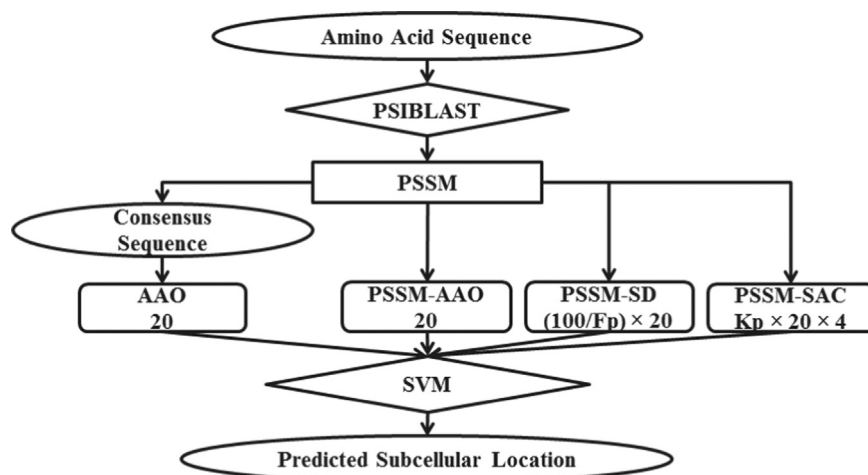 Amino Acid Sequence
PSIBLAST
PSSM
Consensus
Sequence
AAO
20
PSSM-AAO
20
PSSM-SD
(100/Fp) × 20
PSSM-SAC
Kp × 20 × 4
SVM
Predicted Subcellular Location